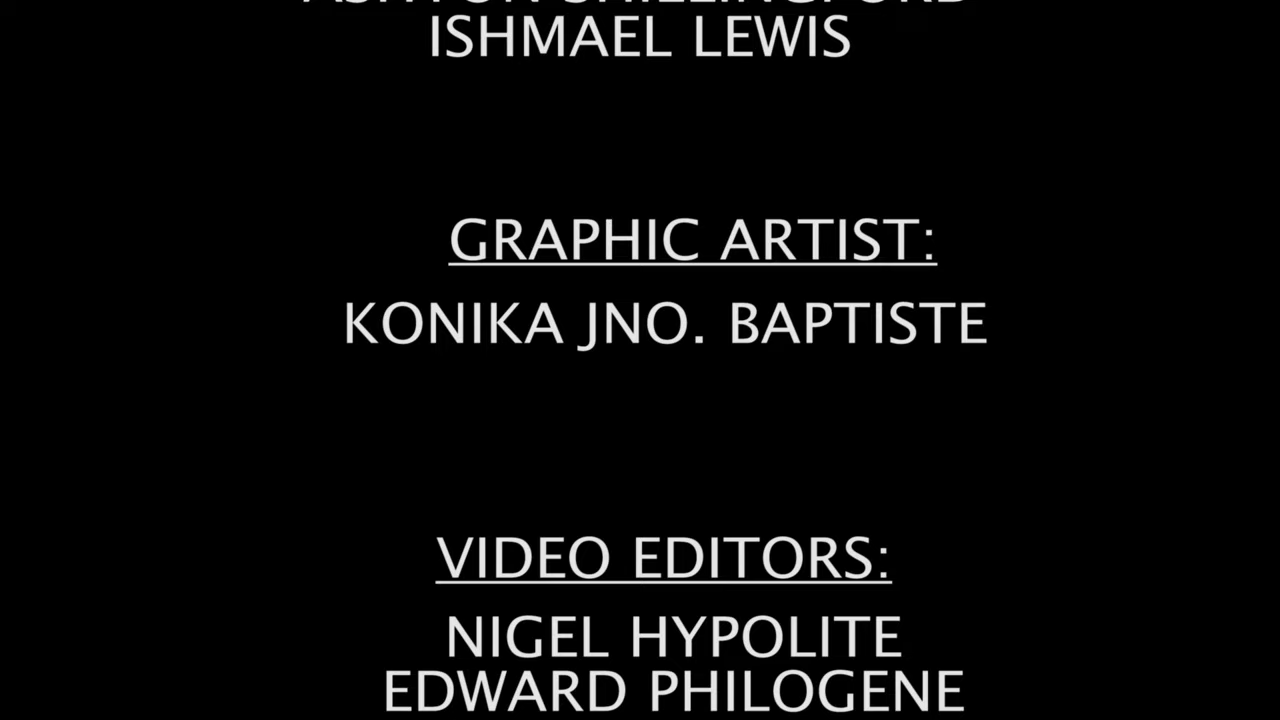 ISHMAEL LEWIS
GRAPHIC ARTIST:
KONIKA JNO. BAPTISTE
VIDEO EDITORS:
NIGEL HYPOLITE
EDWARD PHILOGENE